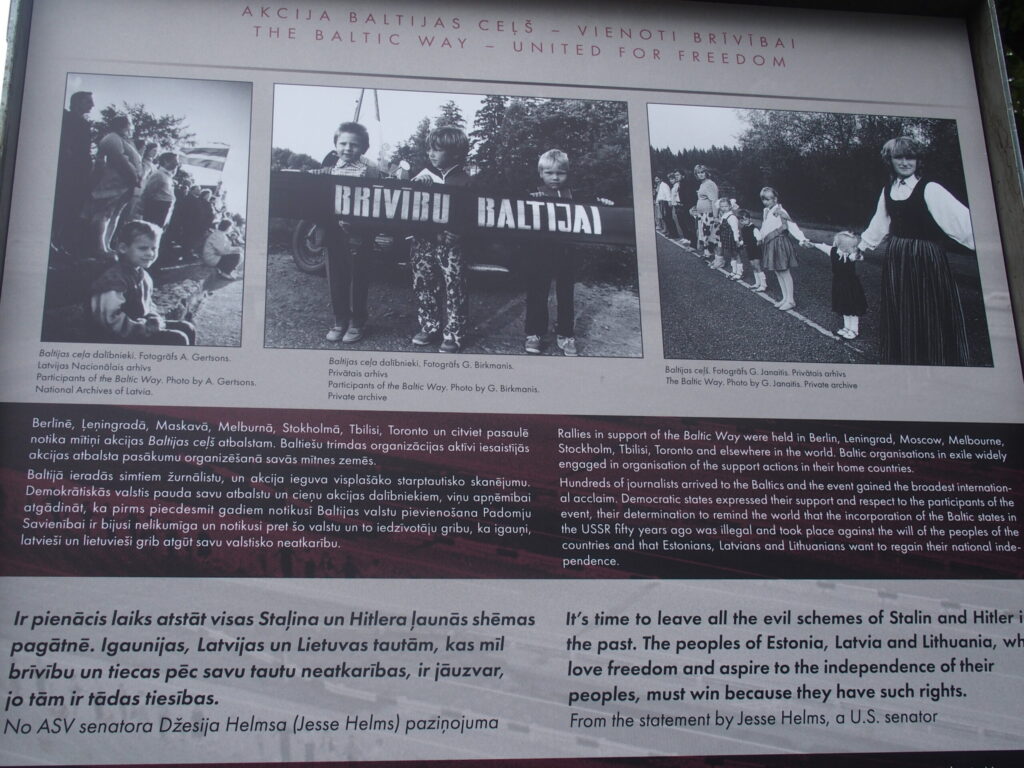 AKCIJA BALTIJAS CEĻŠ – VIENOTI BRĪVĪBAI
THE BALTIC WAY – UNITED FOR FREEDOM
BRĪVĪBU BALTIJAI
Baltijas ceļa dalībnieki. Fotogrāfs A. Gertsons.
Latvijas Nacionālais arhīvs
Participants of the Baltic Way. Photo by A. Gertsons.
National Archives of Latvia.
Baltijas ceļa dalībnieki. Fotogrāfs G. Birkmanis.
Privātais arhīvs
Participants of the Baltic Way. Photo by G. Birkmanis.
Private archive
Baltijas ceļš. Fotogrāfs G. Janaitis. Privātais arhīvs
The Baltic Way. Photo by G. Janaitis. Private archive
Berlīnē, Ļeņingradā, Maskavā, Melburnā, Stokholmā, Tbilisi, Toronto un citviet pasaulē
notika mītiņi akcijas Baltijas ceļš atbalstam. Baltiešu trimdas organizācijas aktīvi iesaistījās
akcijas atbalsta pasākumu organizēšanā savās mītnes zemēs.
Baltijā ieradās simtiem žurnālistu, un akcija ieguva visplašāko starptautisko skanējumu.
Demokrātiskās valstis pauda savu atbalstu un cieņu akcijas dalībniekiem, viņu apņēmībai
atgādināt, ka pirms piecdesmit gadiem notikusī Baltijas valstu pievienošana Padomju
Savienībai ir bijusi nelikumīga un notikusi pret šo valstu un to iedzīvotāju gribu, ka igauņi,
latvieši un lietuvieši grib atgūt savu valstisko neatkarību.
Rallies in support of the Baltic Way were held in Berlin, Leningrad, Moscow, Melbourne,
Stockholm, Tbilisi, Toronto and elsewhere in the world. Baltic organisations in exile widely
engaged in organisation of the support actions in their home countries.
Hundreds of journalists arrived to the Baltics and the event gained the broadest internation-
al acclaim. Democratic states expressed their support and respect to the participants of the
event, their determination to remind the world that the incorporation of the Baltic states in
the USSR fifty years ago was illegal and took place against the will of the peoples of the
countries and that Estonians, Latvians and Lithuanians want to regain their national inde-
pendence.
Ir pienācis laiks atstāt visas Staļina un Hitlera ļaunās shēmas
pagātnē. Igaunijas, Latvijas un Lietuvas tautām, kas mīl
brīvību un tiecas pēc savu tautu neatkarības, ir jāuzvar,
jo tām ir tādas tiesības.
No ASV senatora Džesija Helmsa (Jesse Helms) paziņojuma
It's time to leave all the evil schemes of Stalin and Hitler i
the past. The peoples of Estonia, Latvia and Lithuania, wh
love freedom and aspire to the independence of their
peoples, must win because they have such rights.
From the statement by Jesse Helms, a U.S. senator